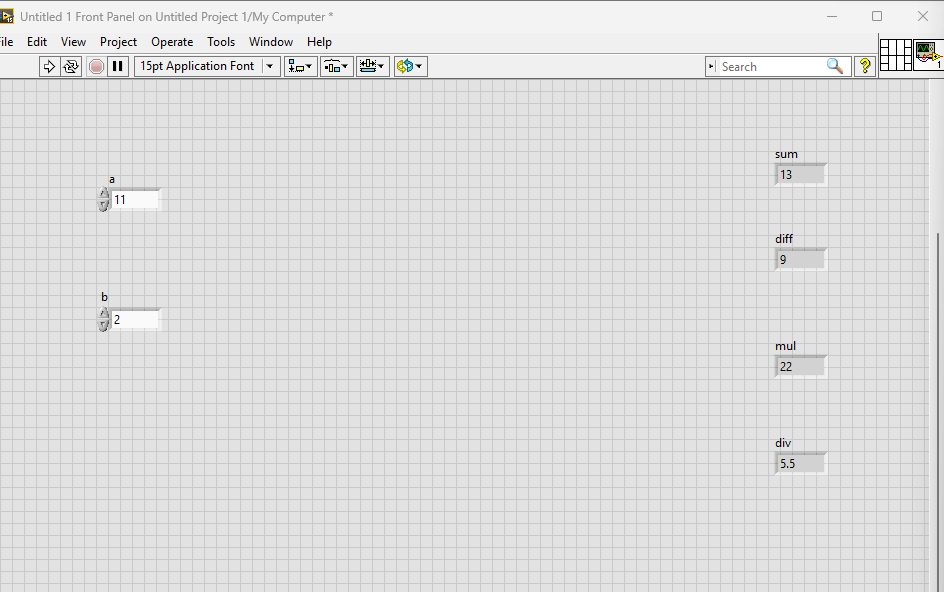 Untitled 1 Front Panel on Untitled Project 1/My Computer *
ile Edit View Project Operate Tools Window Help
15pt Application Font Search ? 1
sum
13
a
11
diff
9
b
2
mul
22
div
5.5